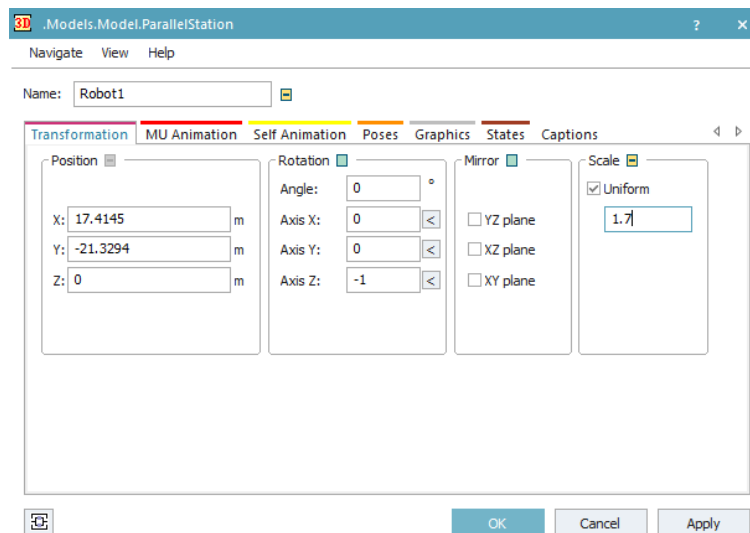 3D .Models.Model.ParallelStation ? ×
Navigate View Help
Name: Robot1
Transformation MU Animation Self Animation Poses Graphics States Captions
Position Rotation Mirror Scale
Angle: 0 ° Uniform
X: 17.4145 m Axis X: 0 < YZ plane 1.7
Y: -21.3294 m Axis Y: 0 < XZ plane
Z: 0 m Axis Z: -1 < XY plane
OK Cancel Apply